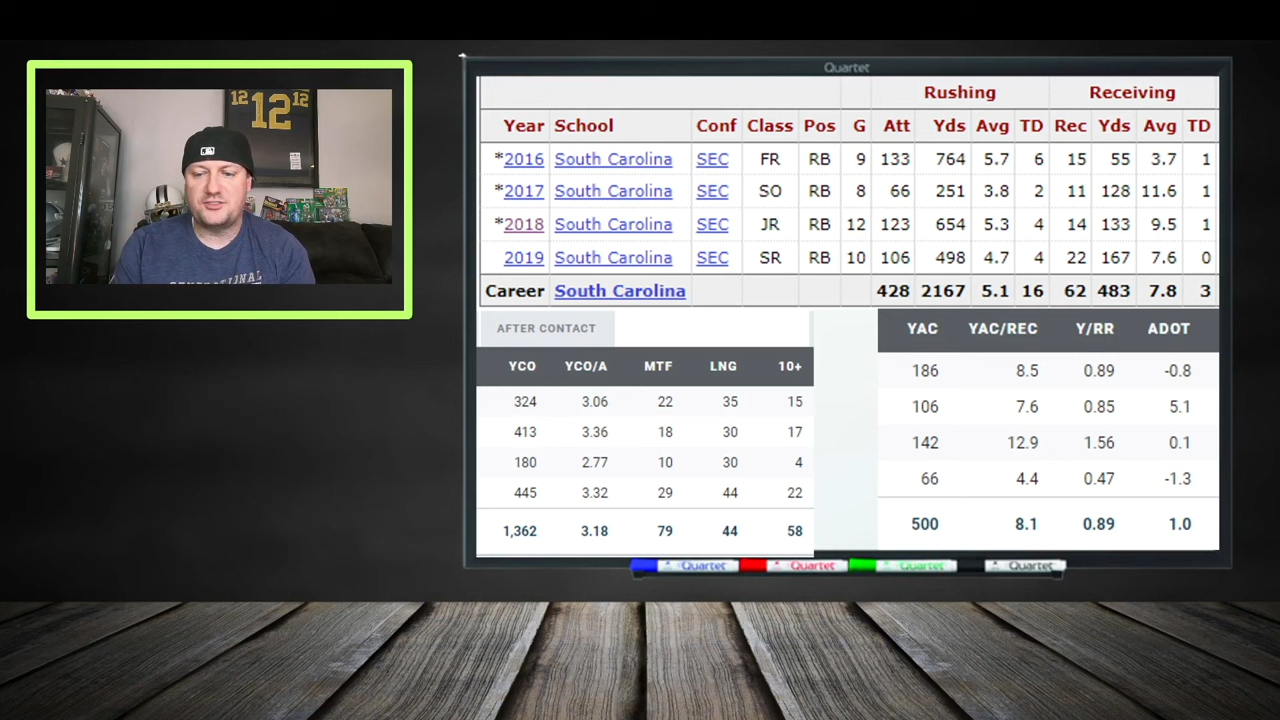 12 12 12
GENERATIONAL
Quartet
Rushing Receiving
Year School Conf Class Pos G Att Yds Avg TD Rec Yds Avg TD
*2016 South Carolina SEC FR RB 9 133 764 5.7 6 15 55 3.7 1
*2017 South Carolina SEC SO RB 8 66 251 3.8 2 11 128 11.6 1
*2018 South Carolina SEC JR RB 12 123 654 5.3 4 14 133 9.5 1
2019 South Carolina SEC SR RB 10 106 498 4.7 4 22 167 7.6 0
Career South Carolina 428 2167 5.1 16 62 483 7.8 3
AFTER CONTACT
YCO YCO/A MTF LNG 10+
324 3.06 22 35 15
413 3.36 18 30 17
180 2.77 10 30 4
445 3.32 29 44 22
1,362 3.18 79 44 58
YAC YAC/REC Y/RR ADOT
186 8.5 0.89 -0.8
106 7.6 0.85 5.1
142 12.9 1.56 0.1
66 4.4 0.47 -1.3
500 8.1 0.89 1.0
Quartet Quartet Quartet Quartet